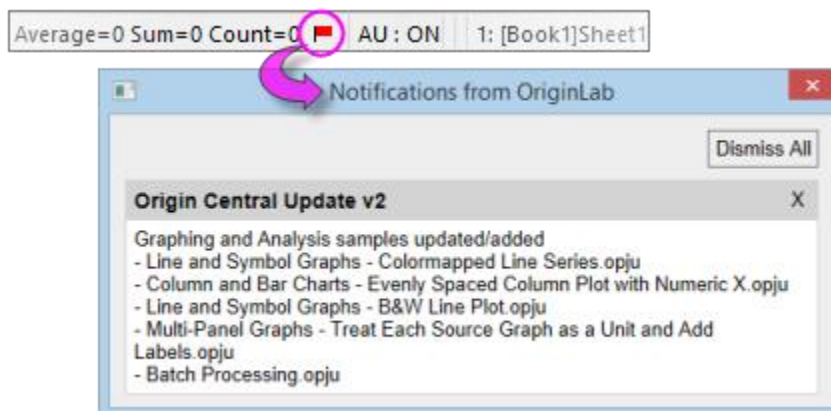 Average=0 Sum=0 Count=0 AU : ON 1: [Book1]Sheet1
Notifications from OriginLab
Dismiss All
Origin Central Update v2 X
Graphing and Analysis samples updated/added
- Line and Symbol Graphs - Colormapped Line Series.opju
- Column and Bar Charts - Evenly Spaced Column Plot with Numeric X.opju
- Line and Symbol Graphs - B&W Line Plot.opju
- Multi-Panel Graphs - Treat Each Source Graph as a Unit and Add
Labels.opju
- Batch Processing.opju